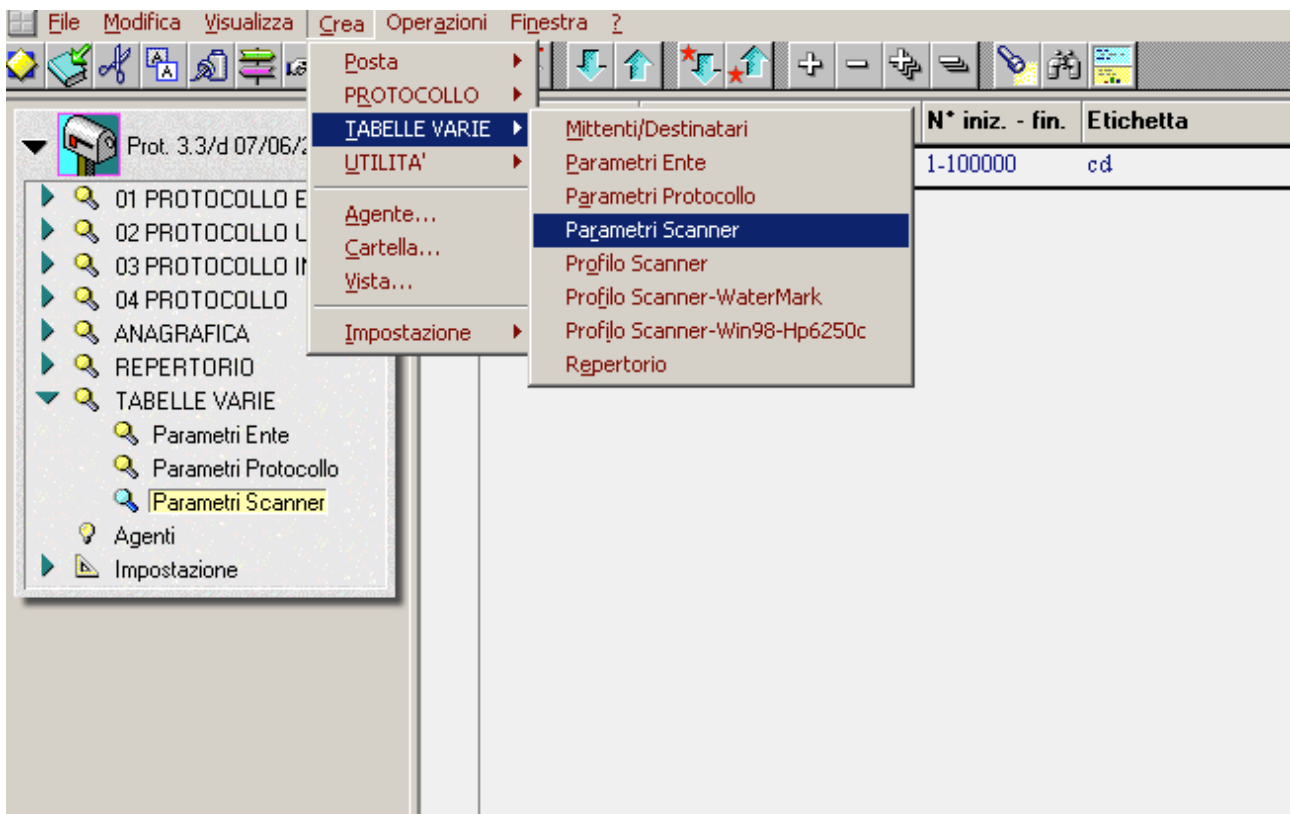 File Modifica Visualizza Crea Operazioni Finestra ?
Posta
PROTOCOLLO
TABELLE VARIE
UTILITA'
Agente...
Cartella...
Vista...
Impostazione
Mittenti/Destinatari
Parametri Ente
Parametri Protocollo
Parametri Scanner
Profilo Scanner
Profilo Scanner-WaterMark
Profilo Scanner-Win98-Hp6250c
Repertorio
N° iniz. - fin. Etichetta
1-100000 cd
Prot. 3.3/d 07/06/2
01 PROTOCOLLO E
02 PROTOCOLLO
03 PROTOCOLLO
04 PROTOCOLLO
ANAGRAFICA
REPERTORIO
TABELLE VARIE
Parametri Ente
Parametri Protocollo
Parametri Scanner
Agenti
Impostazione